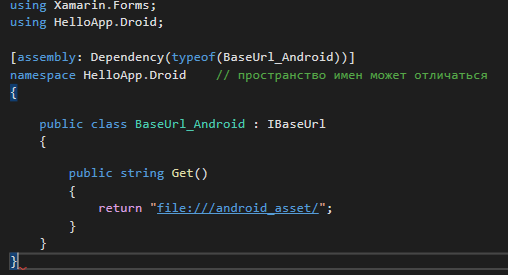 using Xamarin.Forms;
using HelloApp.Droid;
[assembly: Dependency(typeof(BaseUrl_Android))]
namespace HelloApp.Droid    // пространство имен может отличаться
{
    public class BaseUrl_Android : IBaseUrl
    {
        public string Get()
        {
            return "file:///android_asset/";
        }
    }
}